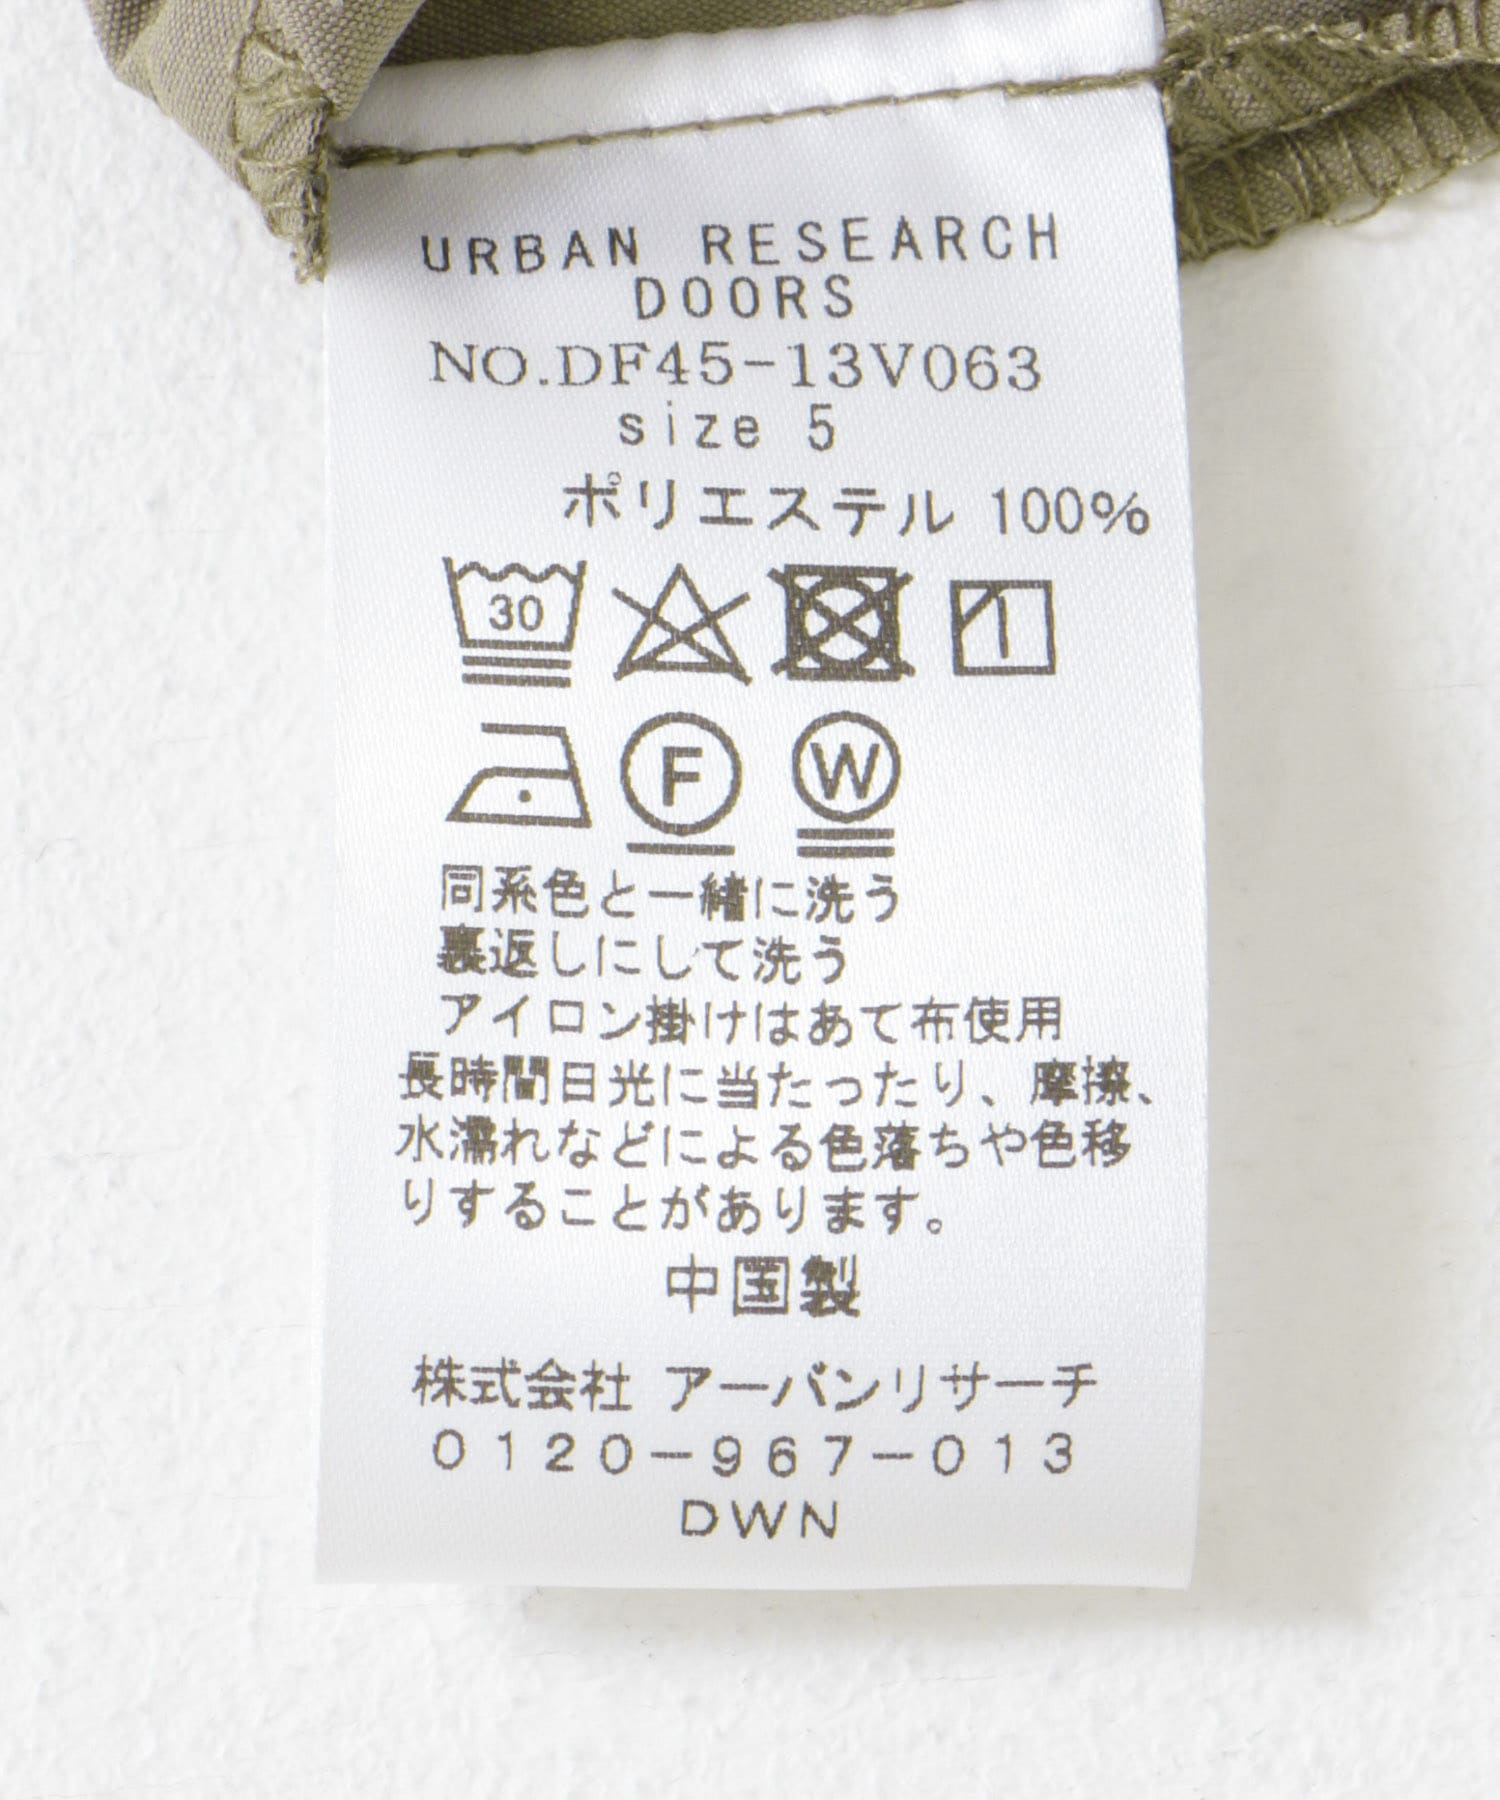 URBAN RESEARCH
DOORS
NO.DF45-13V063
size 5
ポリエステル 100%
30
F W
同系色と一緒に洗う
裏返しにして洗う
アイロン掛けはあて布使用
長時間日光に当たったり、摩擦、
水濡れなどによる色落ちや色移
りすることがあります。
中国製
株式会社 アーバンリサーチ
0120-967-013
DWN